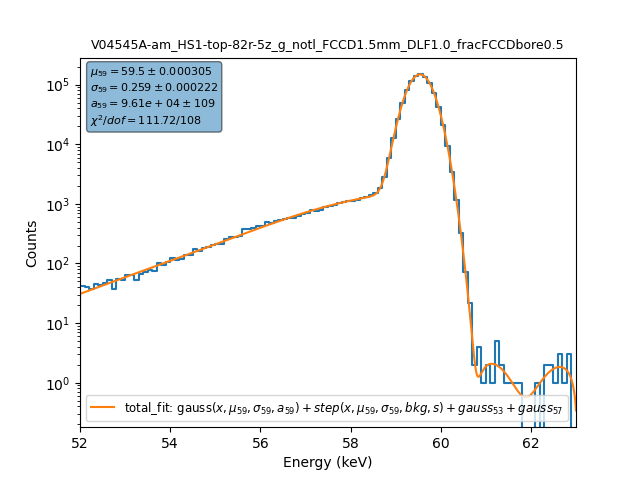 V04545A-am_HS1-top-82r-5z_g_notl_FCCD1.5mm_DLF1.0_fracFCCDbore0.5
μ₅₉ = 59.5 ± 0.000305
σ₅₉ = 0.259 ± 0.000222
a₅₉ = 9.61e + 04 ± 109
χ²/dof = 111.72/108
Counts
10⁵
10⁴
10³
10²
10¹
10⁰
total_fit: gauss(x, μ₅₉, σ₅₉, a₅₉) + step(x, μ₅₉, σ₅₉, bkg, s) + gauss₅₃ + gauss₅₇
52 54 56 58 60 62
Energy (keV)